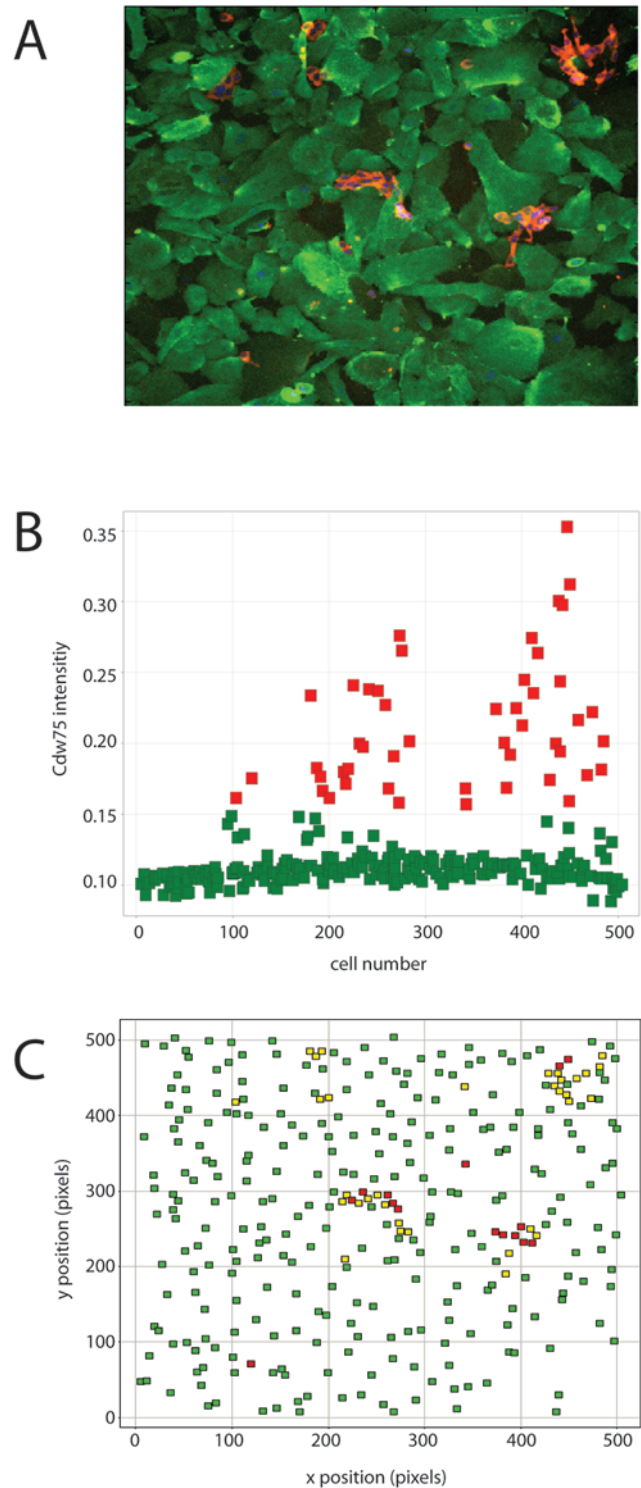 A
B
Cdw75 intensitiy
0.35
0.30
0.25
0.20
0.15
0.10
0 100 200 300 400 500
cell number
C
y position (pixels)
500
400
300
200
100
0
0 100 200 300 400 500
x position (pixels)